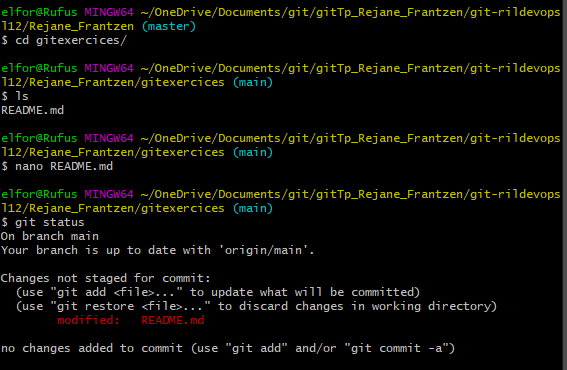 elfor@Rufus MINGW64 ~/OneDrive/Documents/git/gitTp_Rejane_Frantzen/git-rildevops
l12/Rejane_Frantzen (master)
$ cd gitexercices/
elfor@Rufus MINGW64 ~/OneDrive/Documents/git/gitTp_Rejane_Frantzen/git-rildevops
l12/Rejane_Frantzen/gitexercices (main)
$ ls
README.md
elfor@Rufus MINGW64 ~/OneDrive/Documents/git/gitTp_Rejane_Frantzen/git-rildevops
l12/Rejane_Frantzen/gitexercices (main)
$ nano README.md
elfor@Rufus MINGW64 ~/OneDrive/Documents/git/gitTp_Rejane_Frantzen/git-rildevops
l12/Rejane_Frantzen/gitexercices (main)
$ git status
On branch main
Your branch is up to date with 'origin/main'.
Changes not staged for commit:
  (use "git add <file>..." to update what will be committed)
  (use "git restore <file>..." to discard changes in working directory)
        modified:   README.md
no changes added to commit (use "git add" and/or "git commit -a")